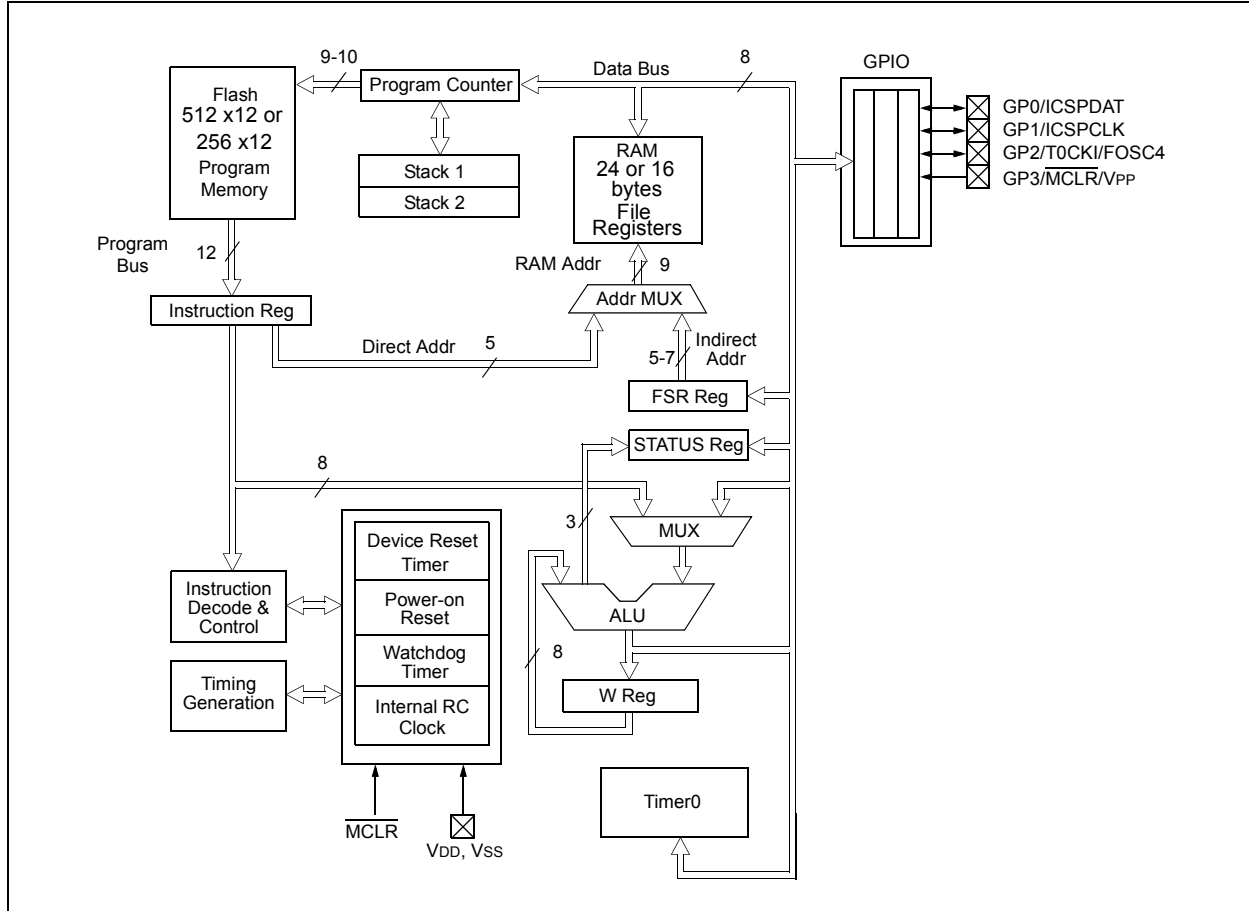 9-10
Program Counter
Data Bus
8
GPIO
Flash
512 x12 or
256 x12
Program
Memory
Stack 1
Stack 2
RAM
24 or 16
bytes
File
Registers
GP0/ICSPDAT
GP1/ICSPCLK
GP2/T0CKI/FOSC4
GP3/MCLR/VPP
Program
Bus
12
RAM Addr
9
Instruction Reg
Addr MUX
Direct Addr
5
5-7
Indirect
Addr
FSR Reg
STATUS Reg
8
3
MUX
Device Reset
Timer
Power-on
Reset
Watchdog
Timer
Internal RC
Clock
Instruction
Decode &
Control
Timing
Generation
ALU
8
W Reg
Timer0
MCLR
VDD, VSS